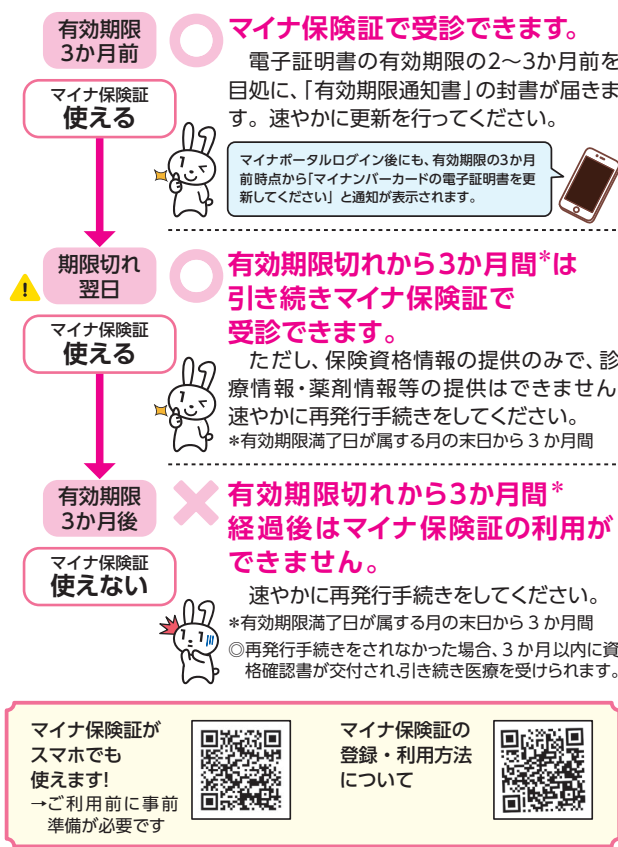 有効期限
3か月前
マイナ保険証
使える
マイナ保険証で受診できます。
電子証明書の有効期限の2〜3か月前を
目処に、「有効期限通知書」の封書が届きま
す。速やかに更新を行ってください。
マイナポータルログイン後にも、有効期限の3か月
前時点から「マイナンバーカードの電子証明書を更
新してください」と通知が表示されます。
期限切れ
翌日
マイナ保険証
使える
有効期限切れから3か月間*は
引き続きマイナ保険証で
受診できます。
ただし、保険資格情報の提供のみで、診
療情報・薬剤情報等の提供はできません
速やかに再発行手続きをしてください。
*有効期限満了日が属する月の末日から3か月間
有効期限
3か月後
マイナ保険証
使えない
有効期限切れから3か月間*
経過後はマイナ保険証の利用が
できません。
速やかに再発行手続きをしてください。
*有効期限満了日が属する月の末日から3か月間
◎再発行手続きをされなかった場合、3か月以内に資
格確認書が交付され、引き続き医療を受けられます。
マイナ保険証が
スマホでも
使えます!
→ご利用前に事前
準備が必要です
マイナ保険証の
登録・利用方法
について